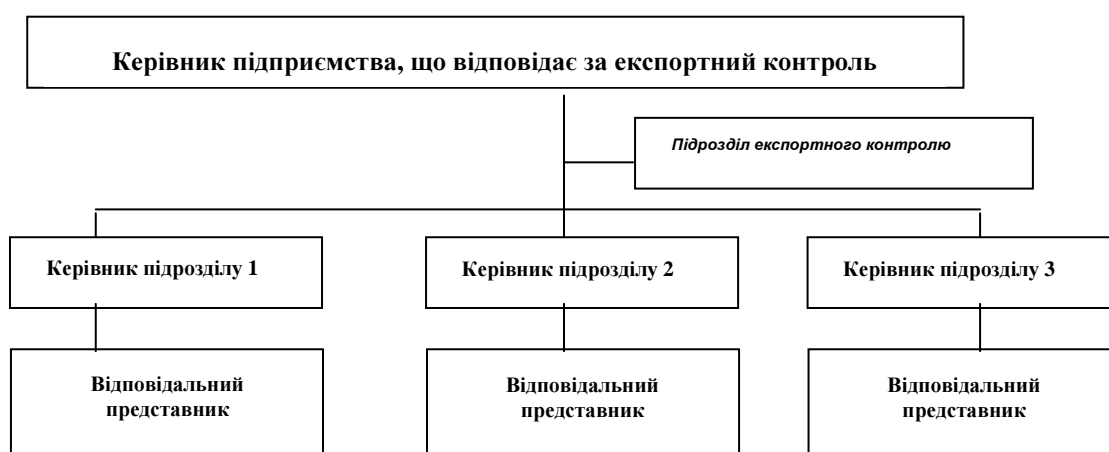 Керівник підприємства, що відповідає за експортний контроль
Підрозділ експортного контролю
Керівник підрозділу 1
Керівник підрозділу 2
Керівник підрозділу 3
Відповідальний
представник
Відповідальний
представник
Відповідальний
представник